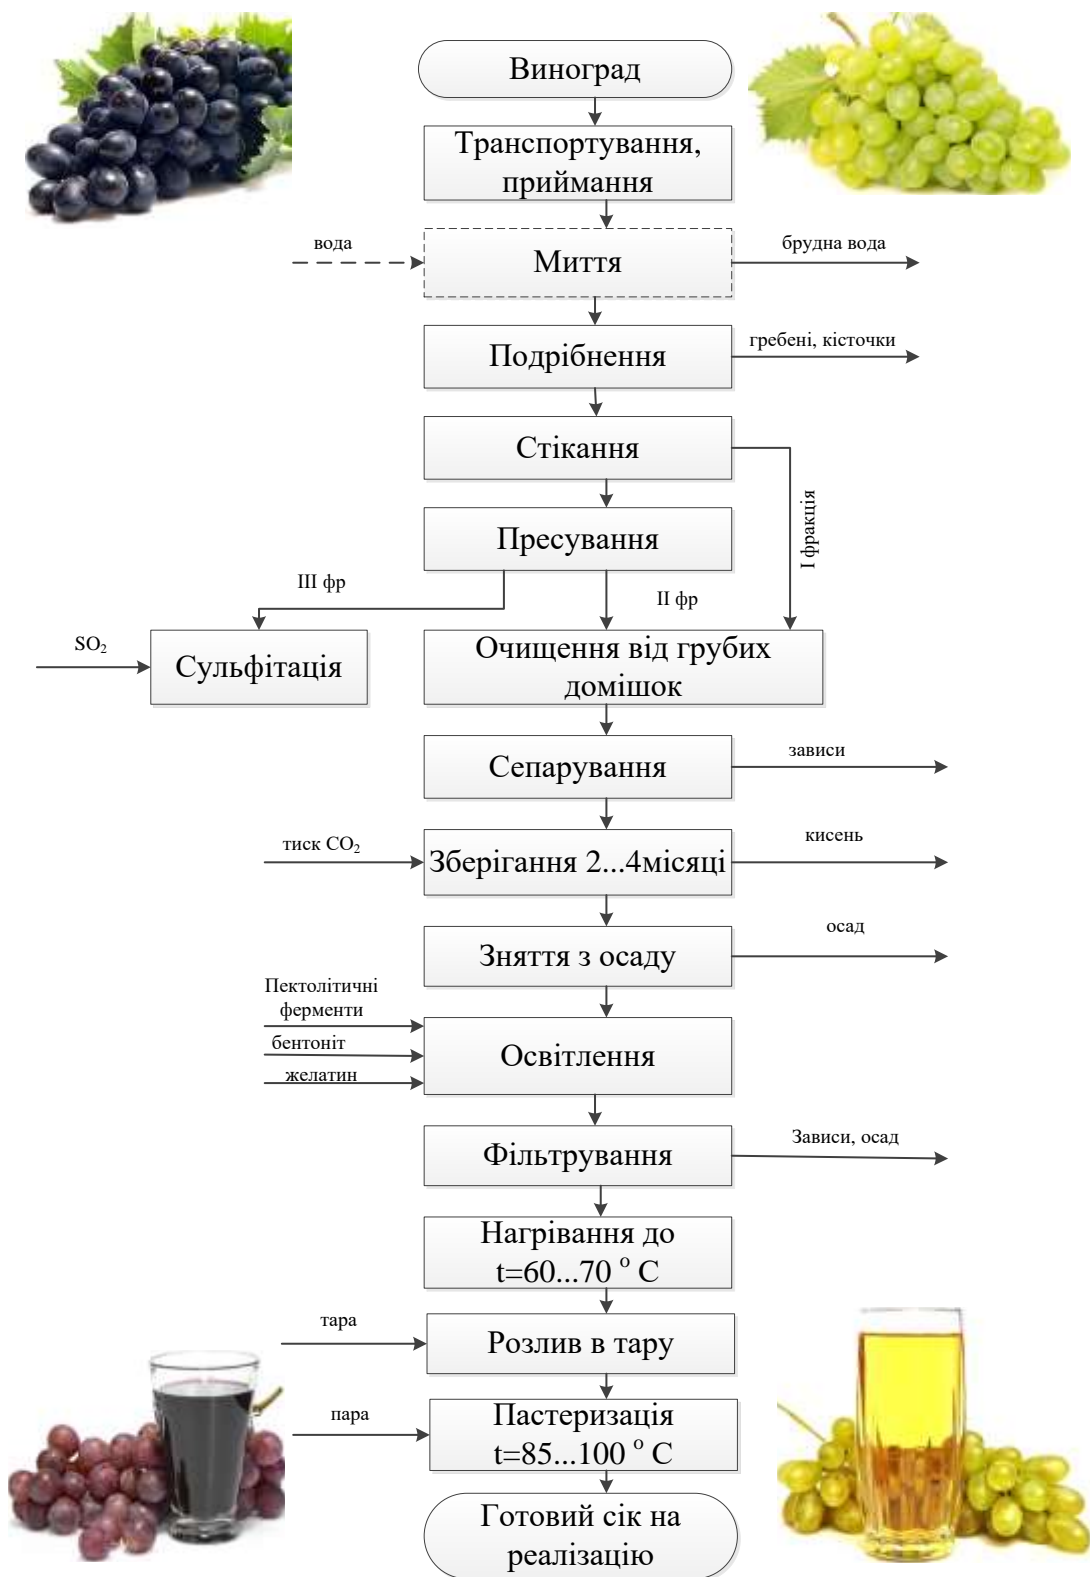 Виноград
Транспортування,
приймання
вода
Миття
брудна вода
Подрібнення
гребені, кісточки
Стікання
І фракція
Пресування
ІІІ фр
ІІ фр
SO₂
Сульфітація
Очищення від грубих
домішок
Сепарування
зависи
тиск CO₂
Зберігання 2...4місяці
кисень
Зняття з осаду
осад
Пектолітичні
ферменти
бентоніт
желатин
Освітлення
Фільтрування
Зависи, осад
Нагрівання до
t=60...70 ° С
тара
Розлив в тару
пара
Пастеризація
t=85...100 ° С
Готовий сік на
реалізацію